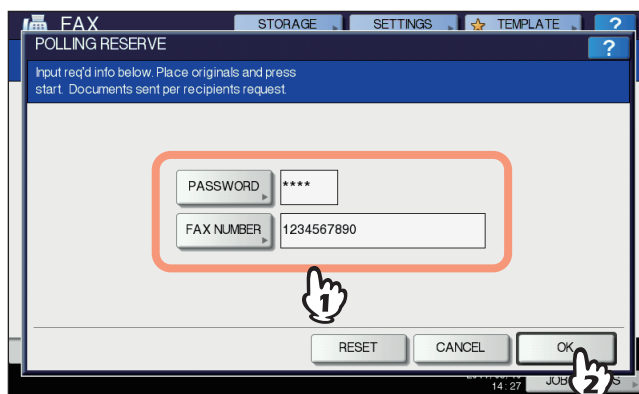 FAX
STORAGE
SETTINGS
TEMPLATE
?
POLLING RESERVE
?
Input req'd info below. Place originals and press
start. Documents sent per recipients request.
PASSWORD
****
FAX NUMBER
1234567890
1
RESET
CANCEL
OK
2
14:27
JOB
S